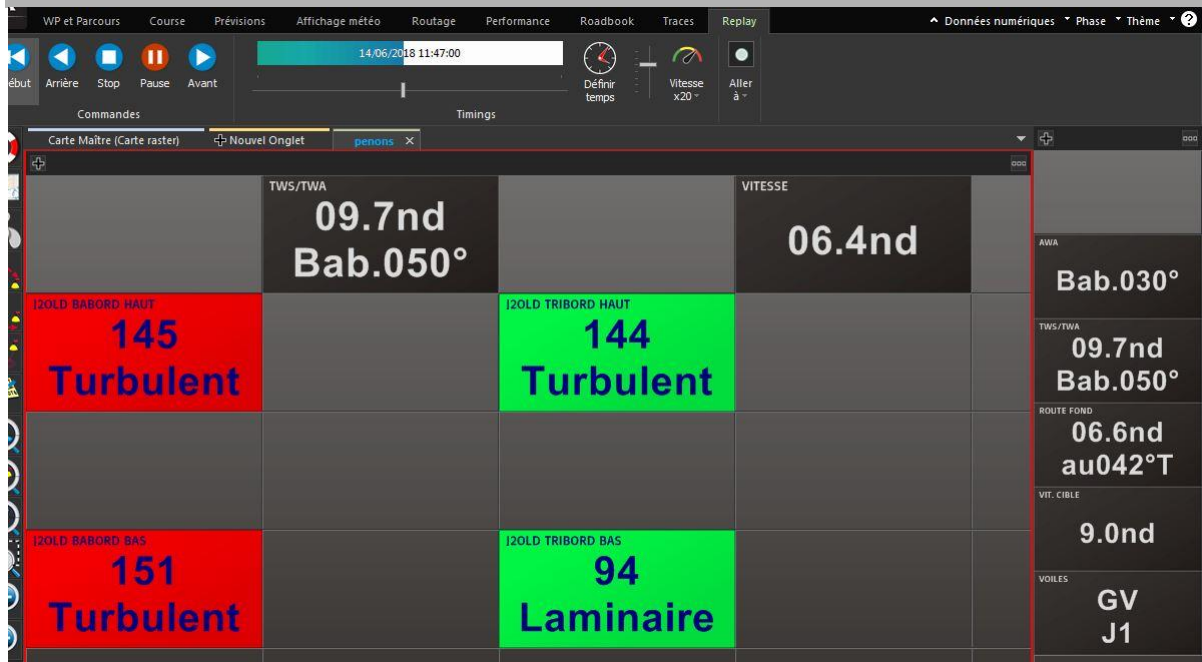 WP et Parcours Course Prévisions Affichage météo Routage Performance Roadbook Traces Replay Données numériques Phase Thème ?
14/06/2018 11:47:00
Arrière Stop Pause Avant Définir temps Vitesse x20 Aller à
Commandes Timings
Carte Maître (Carte raster) Nouvel Onglet penons X
TWS/TWA
09.7nd
Bab.050°
VITESSE
06.4nd
J2OLD BABORD HAUT
145
Turbulent
J2OLD TRIBORD HAUT
144
Turbulent
J2OLD BABORD BAS
151
Turbulent
J2OLD TRIBORD BAS
94
Laminaire
AWA
Bab.030°
TWS/TWA
09.7nd
Bab.050°
ROUTE FOND
06.6nd
au042°T
VIT. CIBLE
9.0nd
VOILES
GV
J1